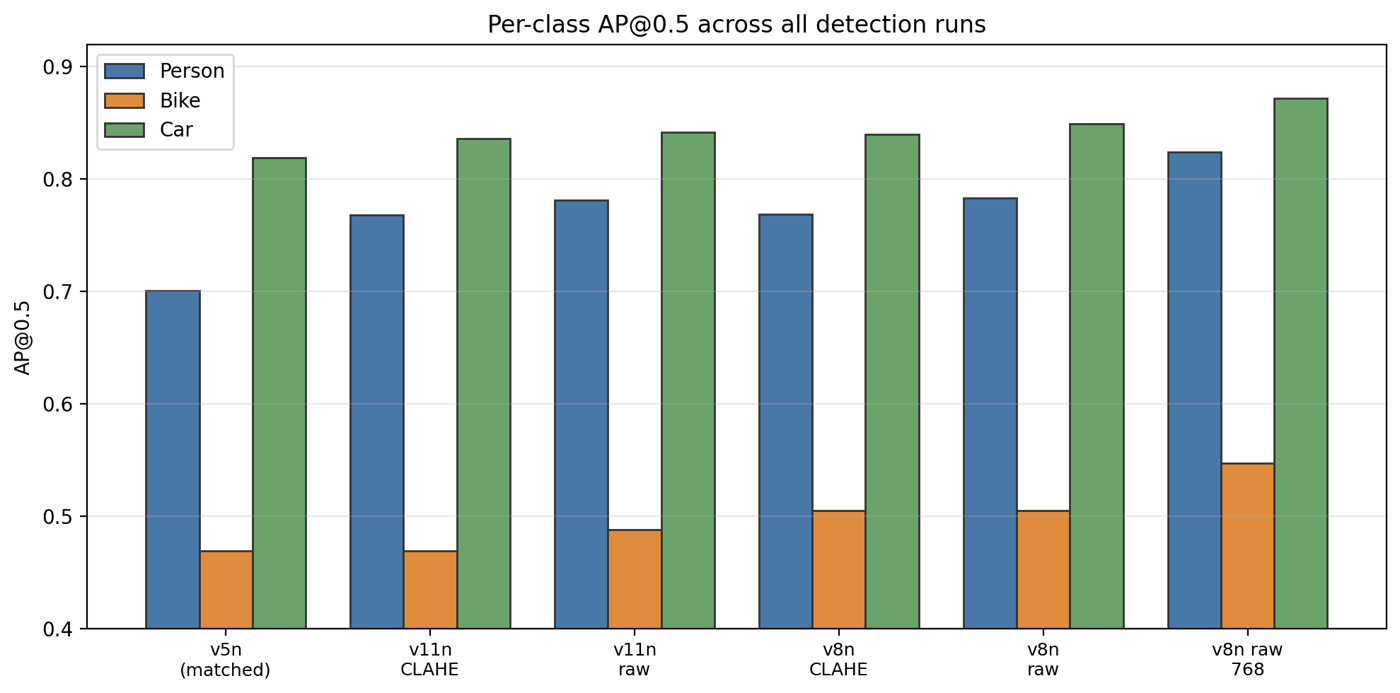 Per-class AP@0.5 across all detection runs
Person
Bike
Car
AP@0.5
0.9
0.8
0.7
0.6
0.5
0.4
v5n
(matched)
v11n
CLAHE
v11n
raw
v8n
CLAHE
v8n
raw
v8n raw
768